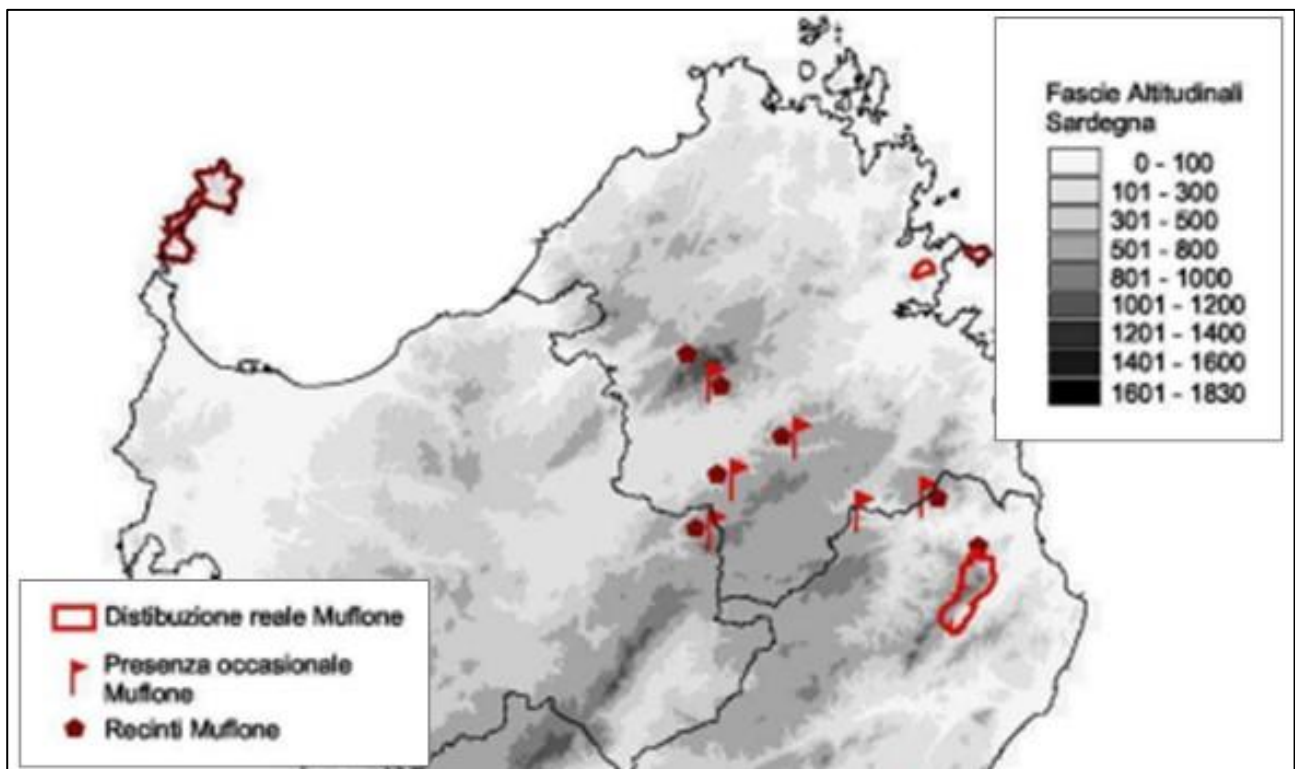 Fascie Altitudinali
Sardegna
0 - 100
101 - 300
301 - 500
501 - 800
801 - 1000
1001 - 1200
1201 - 1400
1401 - 1600
1601 - 1830
Distibuzione reale Muflone
Presenza occasionale
Muflone
Recinti Muflone